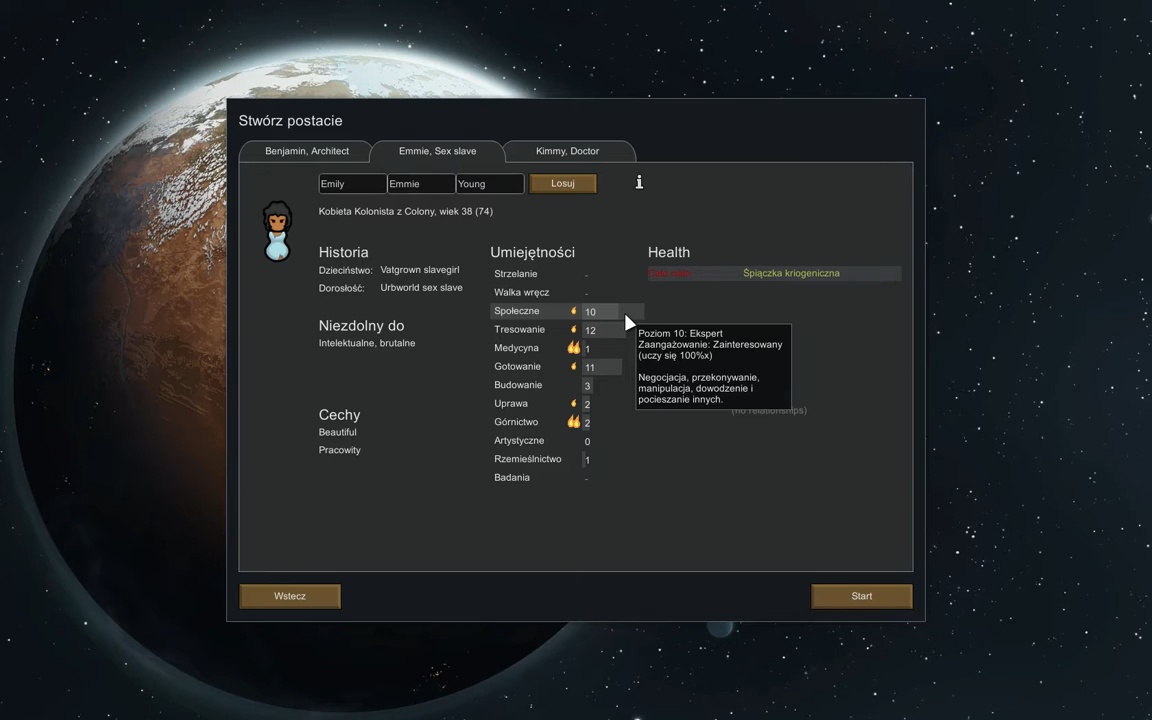 Stwórz postacie
Benjamin, Architect
Emmie, Sex slave
Kimmy, Doctor
Emily
Emmie
Young
Losuj
Kobieta Kolonista z Colony, wiek 38 (74)
Historia
Dzieciństwo: Vatgrown slavegirl
Dorosłość: Urbworld sex slave
Niezdolny do
Intelektualne, brutalne
Cechy
Beautiful
Pracowity
Umiejętności
Strzelanie -
Walka wręcz -
Społeczne 10
Tresowanie 12
Medycyna 1
Gotowanie 11
Budowanie 3
Uprawa 2
Górnictwo 2
Artystyczne 0
Rzemieślnictwo 1
Badania -
Health
Śpiączka kriogeniczna
Poziom 10: Ekspert
Zaangażowanie: Zainteresowany
(uczy się 100%x)
Negocjacja, przekonywanie,
manipulacja, dowodzenie i
pocieszanie innych.
(no relationships)
Wstecz
Start